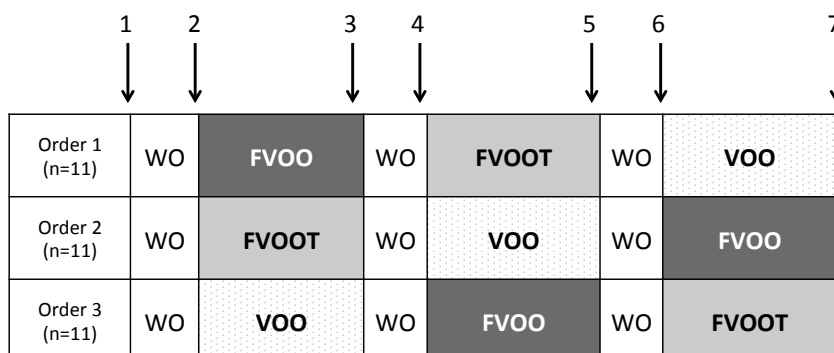 1 2 3 4 5 6 7
Order 1
(n=11)
WO FVOO WO FVOOT WO VOO
Order 2
(n=11)
WO FVOOT WO VOO WO FVOO
Order 3
(n=11)
WO VOO WO FVOO WO FVOOT